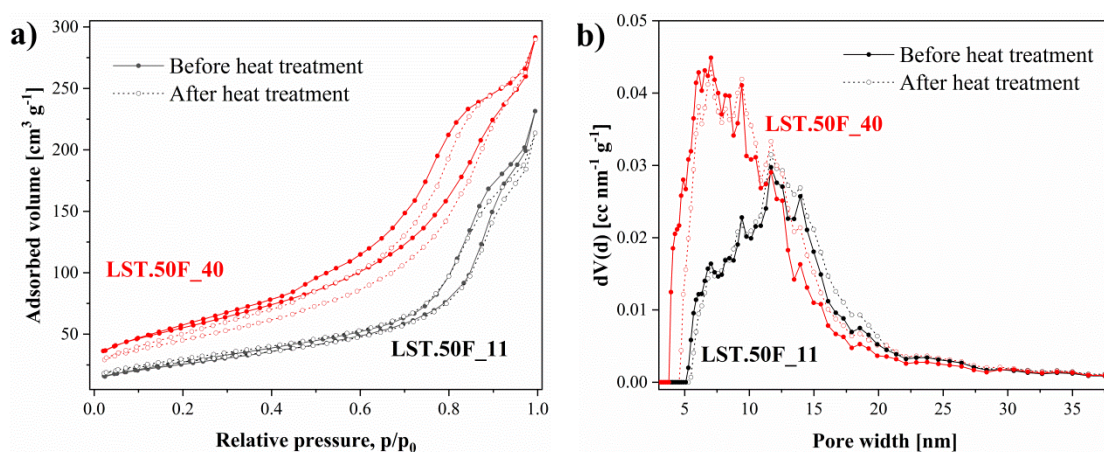 a)
Before heat treatment
After heat treatment
LST.50F_40
LST.50F_11
Adsorbed volume [cm³ g⁻¹]
300
250
200
150
100
50
0.0 0.2 0.4 0.6 0.8 1.0
Relative pressure, p/p₀
b)
Before heat treatment
After heat treatment
LST.50F_40
LST.50F_11
dV(d) [cc nm⁻¹ g⁻¹]
0.05
0.04
0.03
0.02
0.01
0.00
5 10 15 20 25 30 35
Pore width [nm]